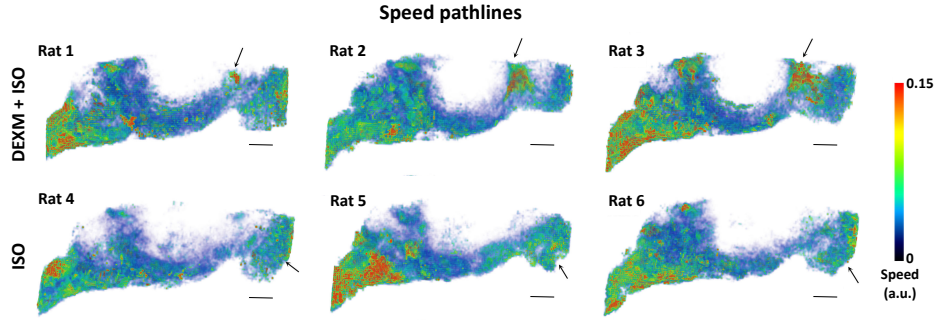 Speed pathlines
DEXM + ISO
Rat 1
Rat 2
Rat 3
0.15
ISO
Rat 4
Rat 5
Rat 6
0
Speed
(a.u.)